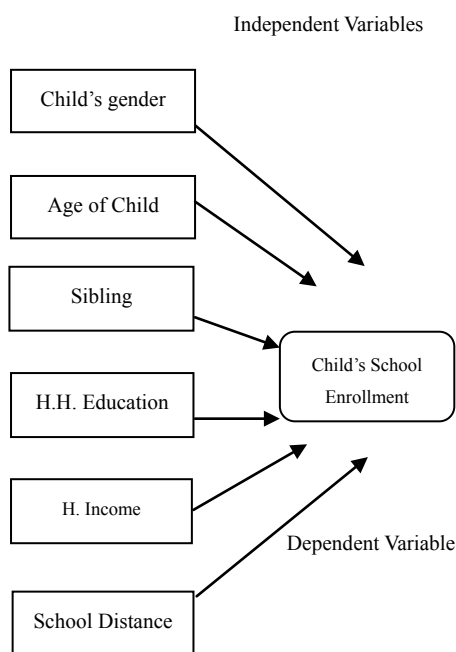 Independent Variables
Child’s gender
Age of Child
Sibling
Child’s School
Enrollment
H.H. Education
H. Income
Dependent Variable
School Distance